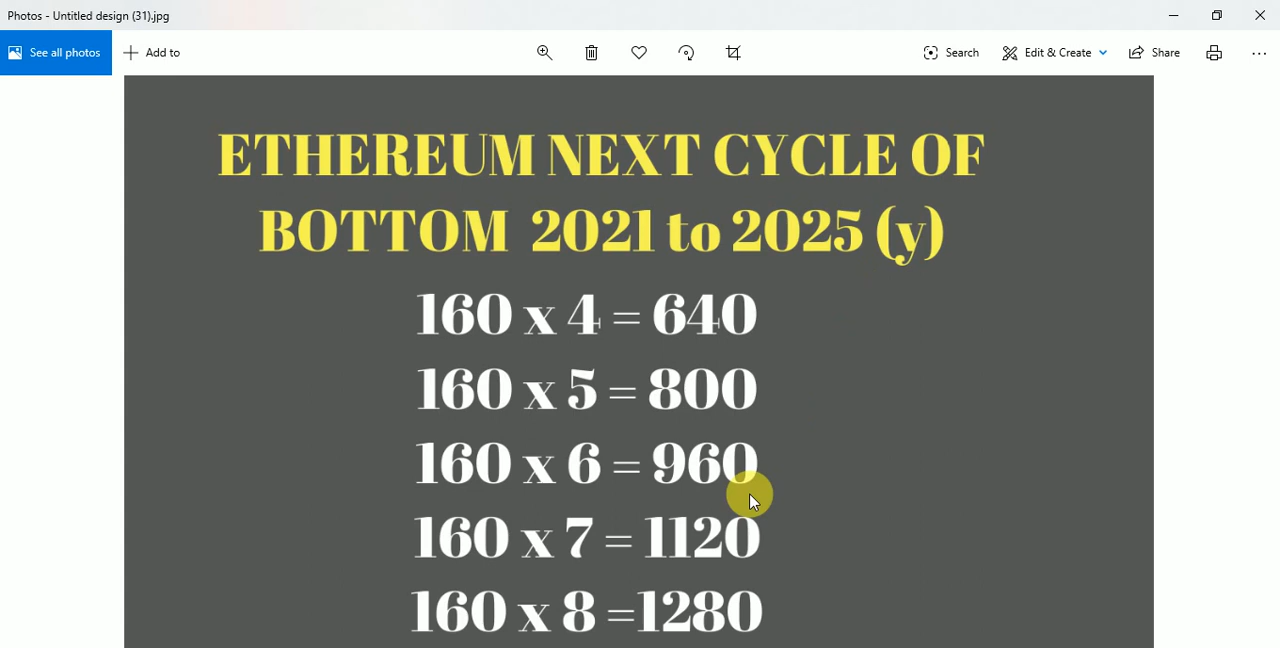 Photos - Untitled design (31).jpg
See all photos
Add to
Search
Edit & Create
Share
ETHEREUM NEXT CYCLE OF
BOTTOM 2021 to 2025 (y)
160 x 4 = 640
160 x 5 = 800
160 x 6 = 960
160 x 7 = 1120
160 x 8 =1280